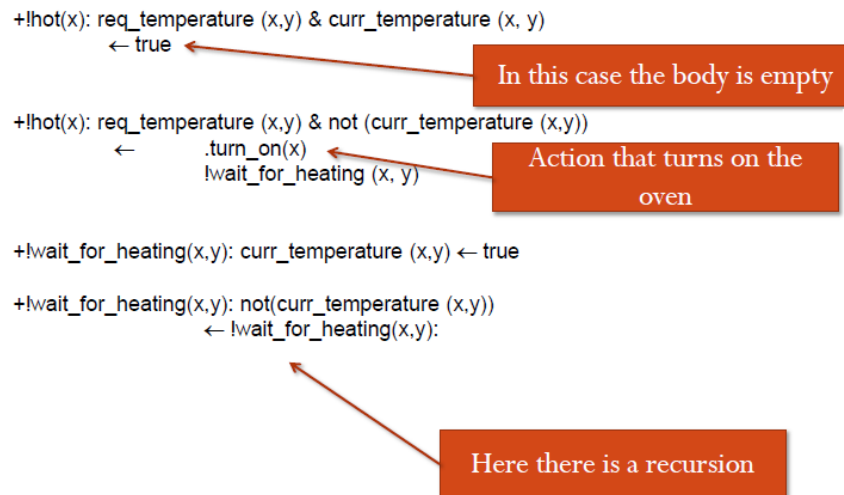 +!hot(x): req_temperature (x,y) & curr_temperature (x, y)
← true
In this case the body is empty
+!hot(x): req_temperature (x,y) & not (curr_temperature (x,y))
← .turn_on(x)
Action that turns on the
oven
!wait_for_heating (x, y)
+!wait_for_heating(x,y): curr_temperature (x,y) ← true
+!wait_for_heating(x,y): not(curr_temperature (x,y))
← !wait_for_heating(x,y):
Here there is a recursion